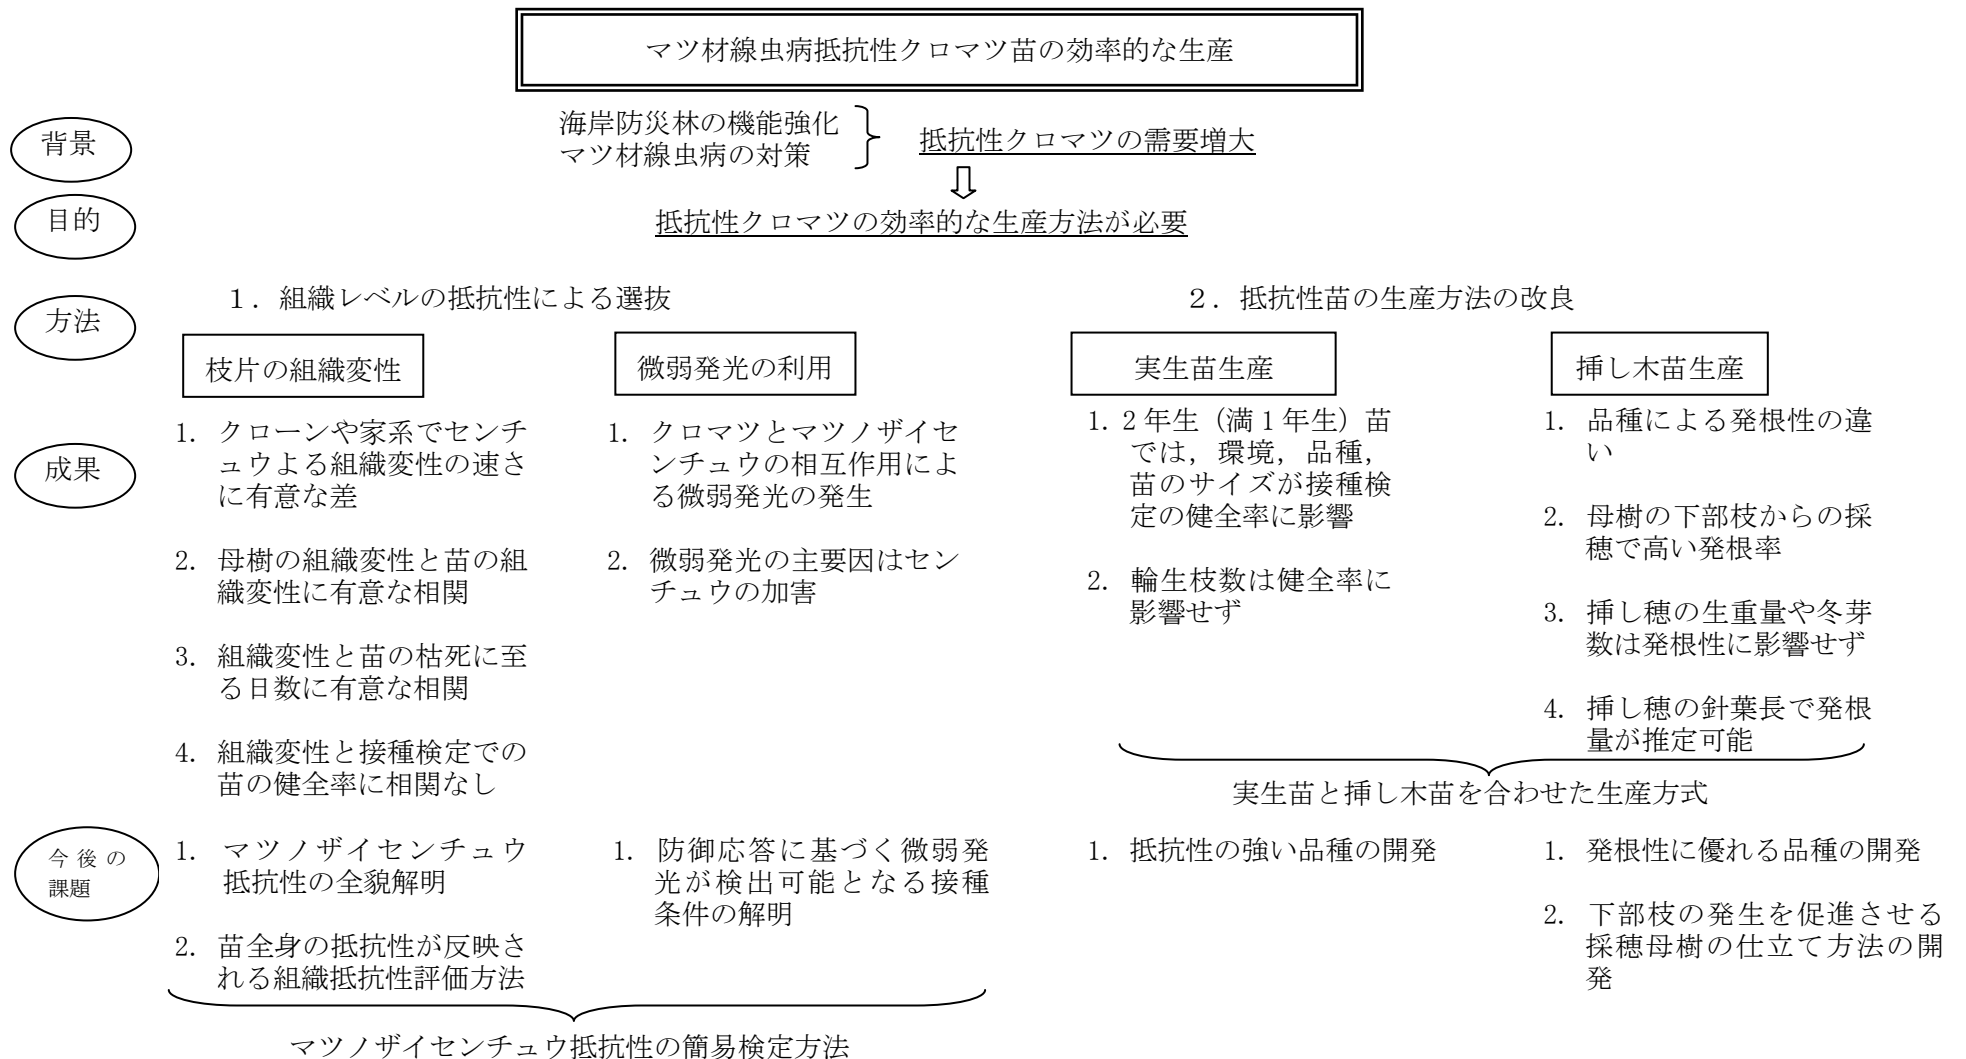 マツ材線虫病抵抗性クロマツ苗の効率的な生産
背景
海岸防災林の機能強化
マツ材線虫病の対策
抵抗性クロマツの需要増大
目的
抵抗性クロマツの効率的な生産方法が必要
方法
１．組織レベルの抵抗性による選抜
２．抵抗性苗の生産方法の改良
枝片の組織変性
微弱発光の利用
実生苗生産
挿し木苗生産
成果
1. クローンや家系でセンチ
ュウよる組織変性の速さ
に有意な差
2. 母樹の組織変性と苗の組
織変性に有意な相関
3. 組織変性と苗の枯死に至
る日数に有意な相関
4. 組織変性と接種検定での
苗の健全率に相関なし
1. クロマツとマツノザイセ
ンチュウの相互作用によ
る微弱発光の発生
2. 微弱発光の主要因はセン
チュウの加害
1. 2 年生（満 1 年生）苗
では，環境，品種，
苗のサイズが接種検
定の健全率に影響
2. 輪生枝数は健全率に
影響せず
1. 品種による発根性の違
い
2. 母樹の下部枝からの採
穂で高い発根率
3. 挿し穂の生重量や冬芽
数は発根性に影響せず
4. 挿し穂の針葉長で発根
量が推定可能
実生苗と挿し木苗を合わせた生産方式
今後の
課題
1. マツノザイセンチュウ
抵抗性の全貌解明
2. 苗全身の抵抗性が反映さ
れる組織抵抗性評価方法
1. 防御応答に基づく微弱発
光が検出可能となる接種
条件の解明
1. 抵抗性の強い品種の開発
1. 発根性に優れる品種の開発
2. 下部枝の発生を促進させる
採穂母樹の仕立て方法の開
発
マツノザイセンチュウ抵抗性の簡易検定方法